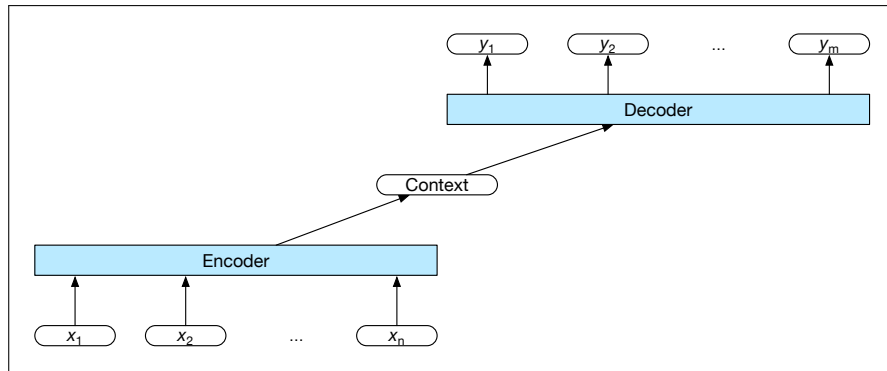 y₁ y₂ ... yₘ
Decoder
Context
Encoder
x₁ x₂ ... xₙ